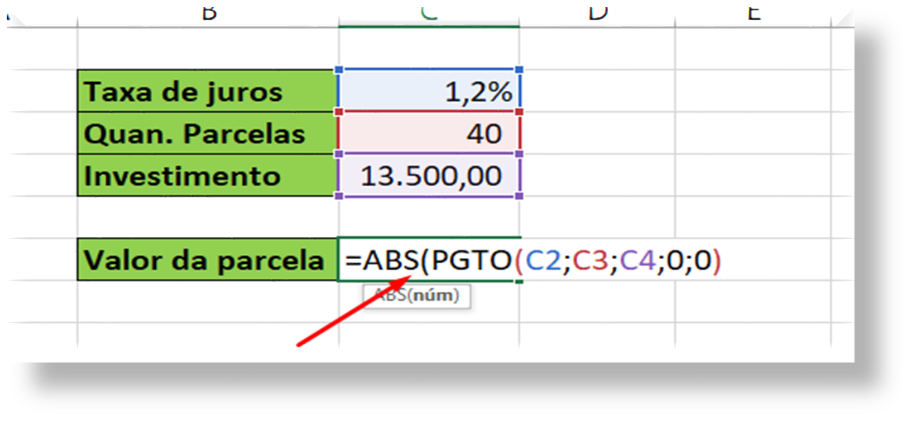 B C D E
Taxa de juros 1,2%
Quan. Parcelas 40
Investimento 13.500,00
Valor da parcela =ABS(PGTO(C2;C3;C4;0;0)
ABS(núm)